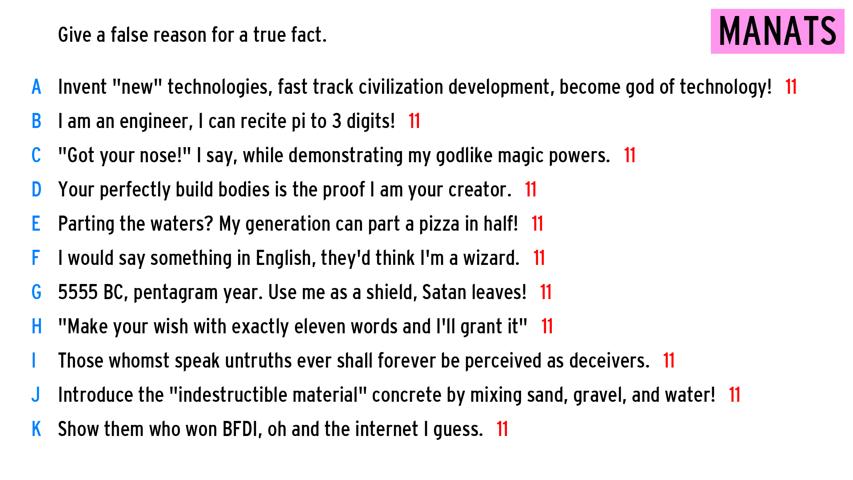 Give a false reason for a true fact.
MANATS
A Invent "new" technologies, fast track civilization development, become god of technology! 11
B I am an engineer, I can recite pi to 3 digits! 11
C "Got your nose!" I say, while demonstrating my godlike magic powers. 11
D Your perfectly build bodies is the proof I am your creator. 11
E Parting the waters? My generation can part a pizza in half! 11
F I would say something in English, they'd think I'm a wizard. 11
G 5555 BC, pentagram year. Use me as a shield, Satan leaves! 11
H "Make your wish with exactly eleven words and I'll grant it" 11
I Those whomst speak untruths ever shall forever be perceived as deceivers. 11
J Introduce the "indestructible material" concrete by mixing sand, gravel, and water! 11
K Show them who won BFDI, oh and the internet I guess. 11